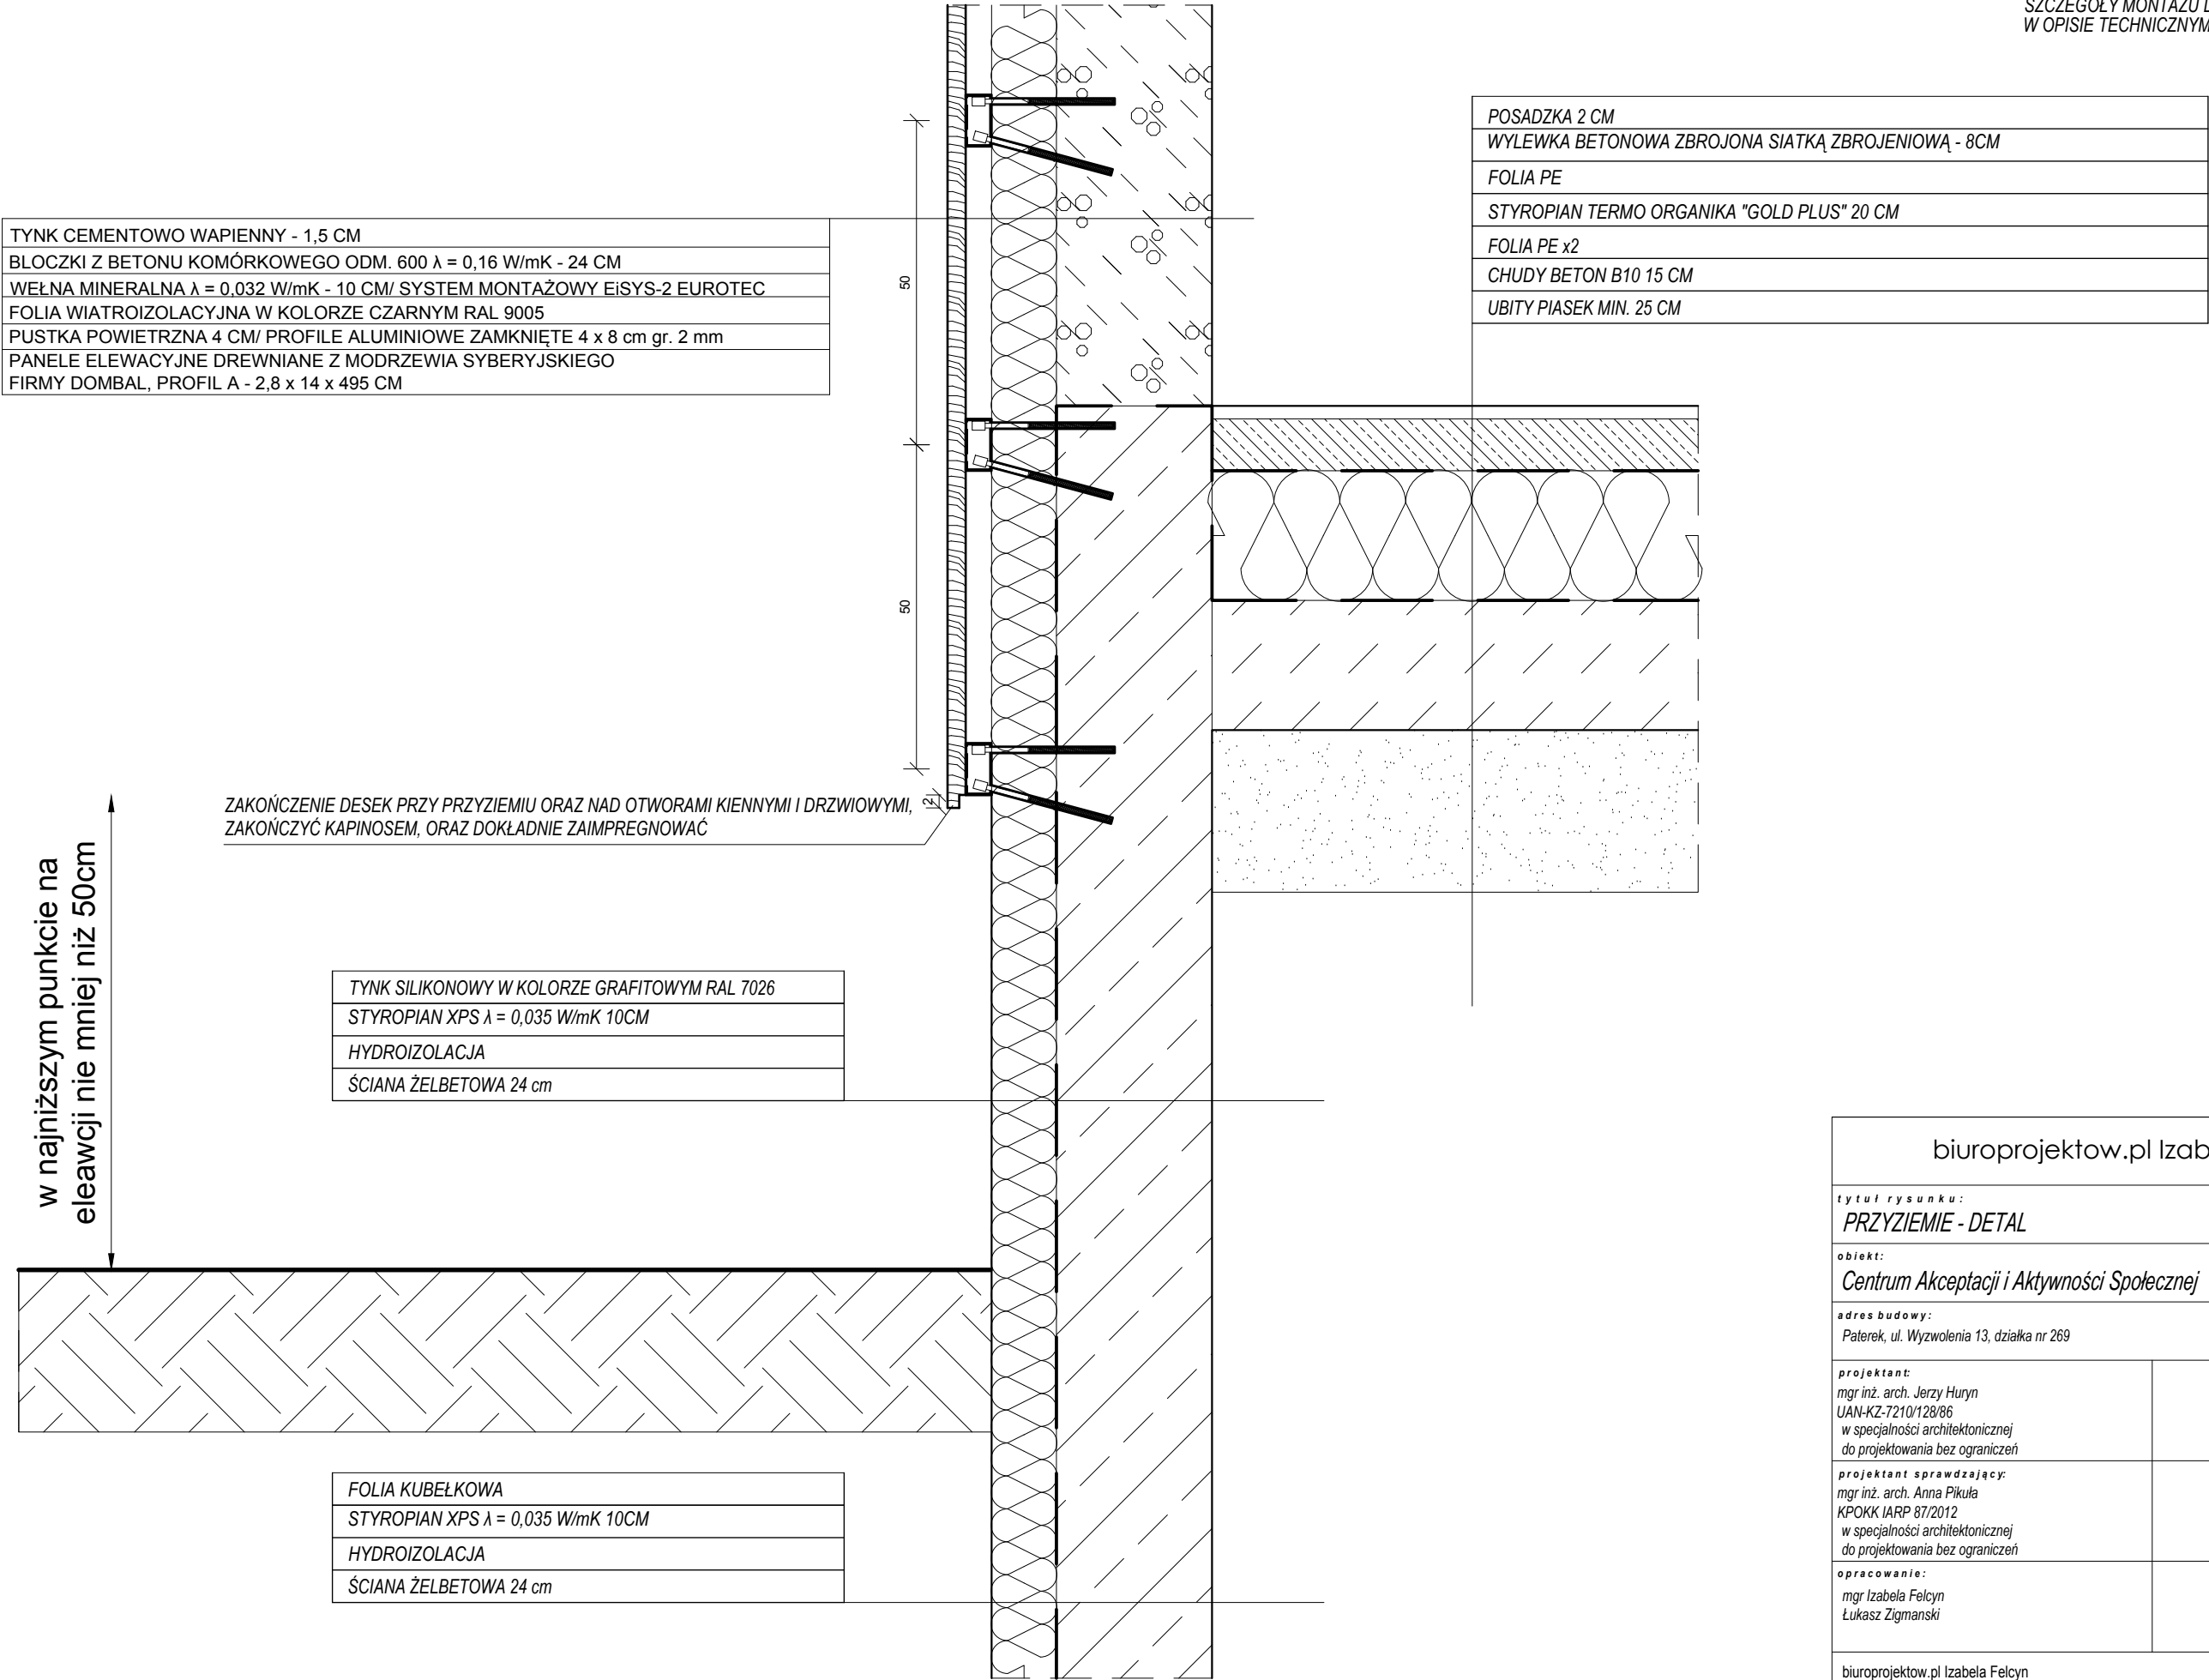 SZCZEGÓŁY MONTAŻU
W OPISIE TECHNICZNYM
POSADZKA 2 CM
WYLEWKA BETONOWA ZBROJONA SIATKĄ ZBROJENIOWĄ - 8CM
FOLIA PE
STYROPIAN TERMO ORGANIKA "GOLD PLUS" 20 CM
FOLIA PE x2
CHUDY BETON B10 15 CM
UBITY PIASEK MIN. 25 CM
TYNK CEMENTOWO WAPIENNY - 1,5 CM
BLOCZKI Z BETONU KOMÓRKOWEGO ODM. 600 λ = 0,16 W/mK - 24 CM
WEŁNA MINERALNA λ = 0,032 W/mK - 10 CM/ SYSTEM MONTAŻOWY EiSYS-2 EUROTEC
FOLIA WIATROIZOLACYJNA W KOLORZE CZARNYM RAL 9005
PUSTKA POWIETRZNA 4 CM/ PROFILE ALUMINIOWE ZAMKNIĘTE 4 x 8 cm gr. 2 mm
PANELE ELEWACYJNE DREWNIANE Z MODRZEWIA SYBERYJSKIEGO
FIRMY DOMBAL, PROFIL A - 2,8 x 14 x 495 CM
50
50
2
ZAKOŃCZENIE DESEK PRZY PRZYZIEMIU ORAZ NAD OTWORAMI KIENNYMI I DRZWIOWYMI,
ZAKOŃCZYĆ KAPINOSEM, ORAZ DOKŁADNIE ZAIMPREGNOWAĆ
w najniższym punkcie na
eleawcji nie mniej niż 50cm
TYNK SILIKONOWY W KOLORZE GRAFITOWYM RAL 7026
STYROPIAN XPS λ = 0,035 W/mK 10CM
HYDROIZOLACJA
ŚCIANA ŻELBETOWA 24 cm
FOLIA KUBEŁKOWA
STYROPIAN XPS λ = 0,035 W/mK 10CM
HYDROIZOLACJA
ŚCIANA ŻELBETOWA 24 cm
biuroprojektow.pl Izab
tytuł rysunku:
PRZYZIEMIE - DETAL
obiekt:
Centrum Akceptacji i Aktywności Społecznej
adres budowy:
Paterek, ul. Wyzwolenia 13, działka nr 269
projektant:
mgr inż. arch. Jerzy Huryn
UAN-KZ-7210/128/86
w specjalności architektonicznej
do projektowania bez ograniczeń
projektant sprawdzający:
mgr inż. arch. Anna Pikuła
KPOKK IARP 87/2012
w specjalności architektonicznej
do projektowania bez ograniczeń
opracowanie:
mgr Izabela Felcyn
Łukasz Zigmanski
biuroprojektow.pl Izabela Felcyn